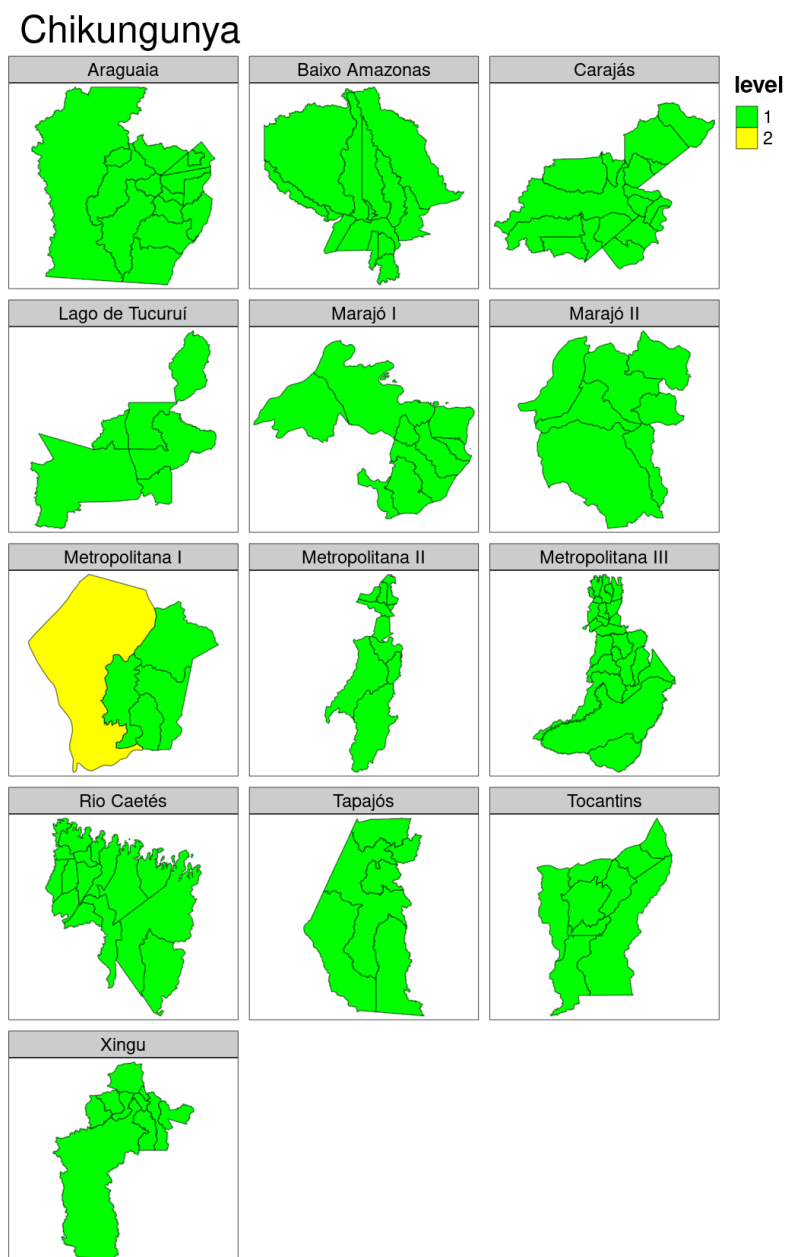 Chikungunya
Araguaia
Baixo Amazonas
Carajás
level
1
2
Lago de Tucuruí
Marajó I
Marajó II
Metropolitana I
Metropolitana II
Metropolitana III
Rio Caetés
Tapajós
Tocantins
Xingu